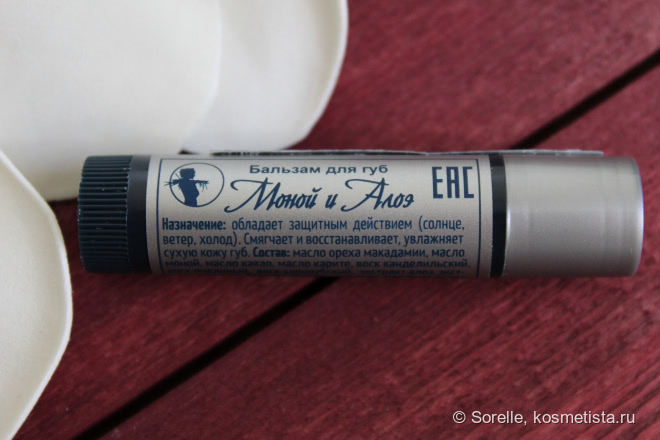 Бальзам для губ
Моной и Алоэ
EAC
Назначение: обладает защитным действием (солнце,
ветер, холод). Смягчает и восстанавливает, увлажняет
сухую кожу губ. Состав: масло ореха макадамии, масло
моной, масло какао, масло карите, воск канделильский,
© Sorelle, kosmetista.ru